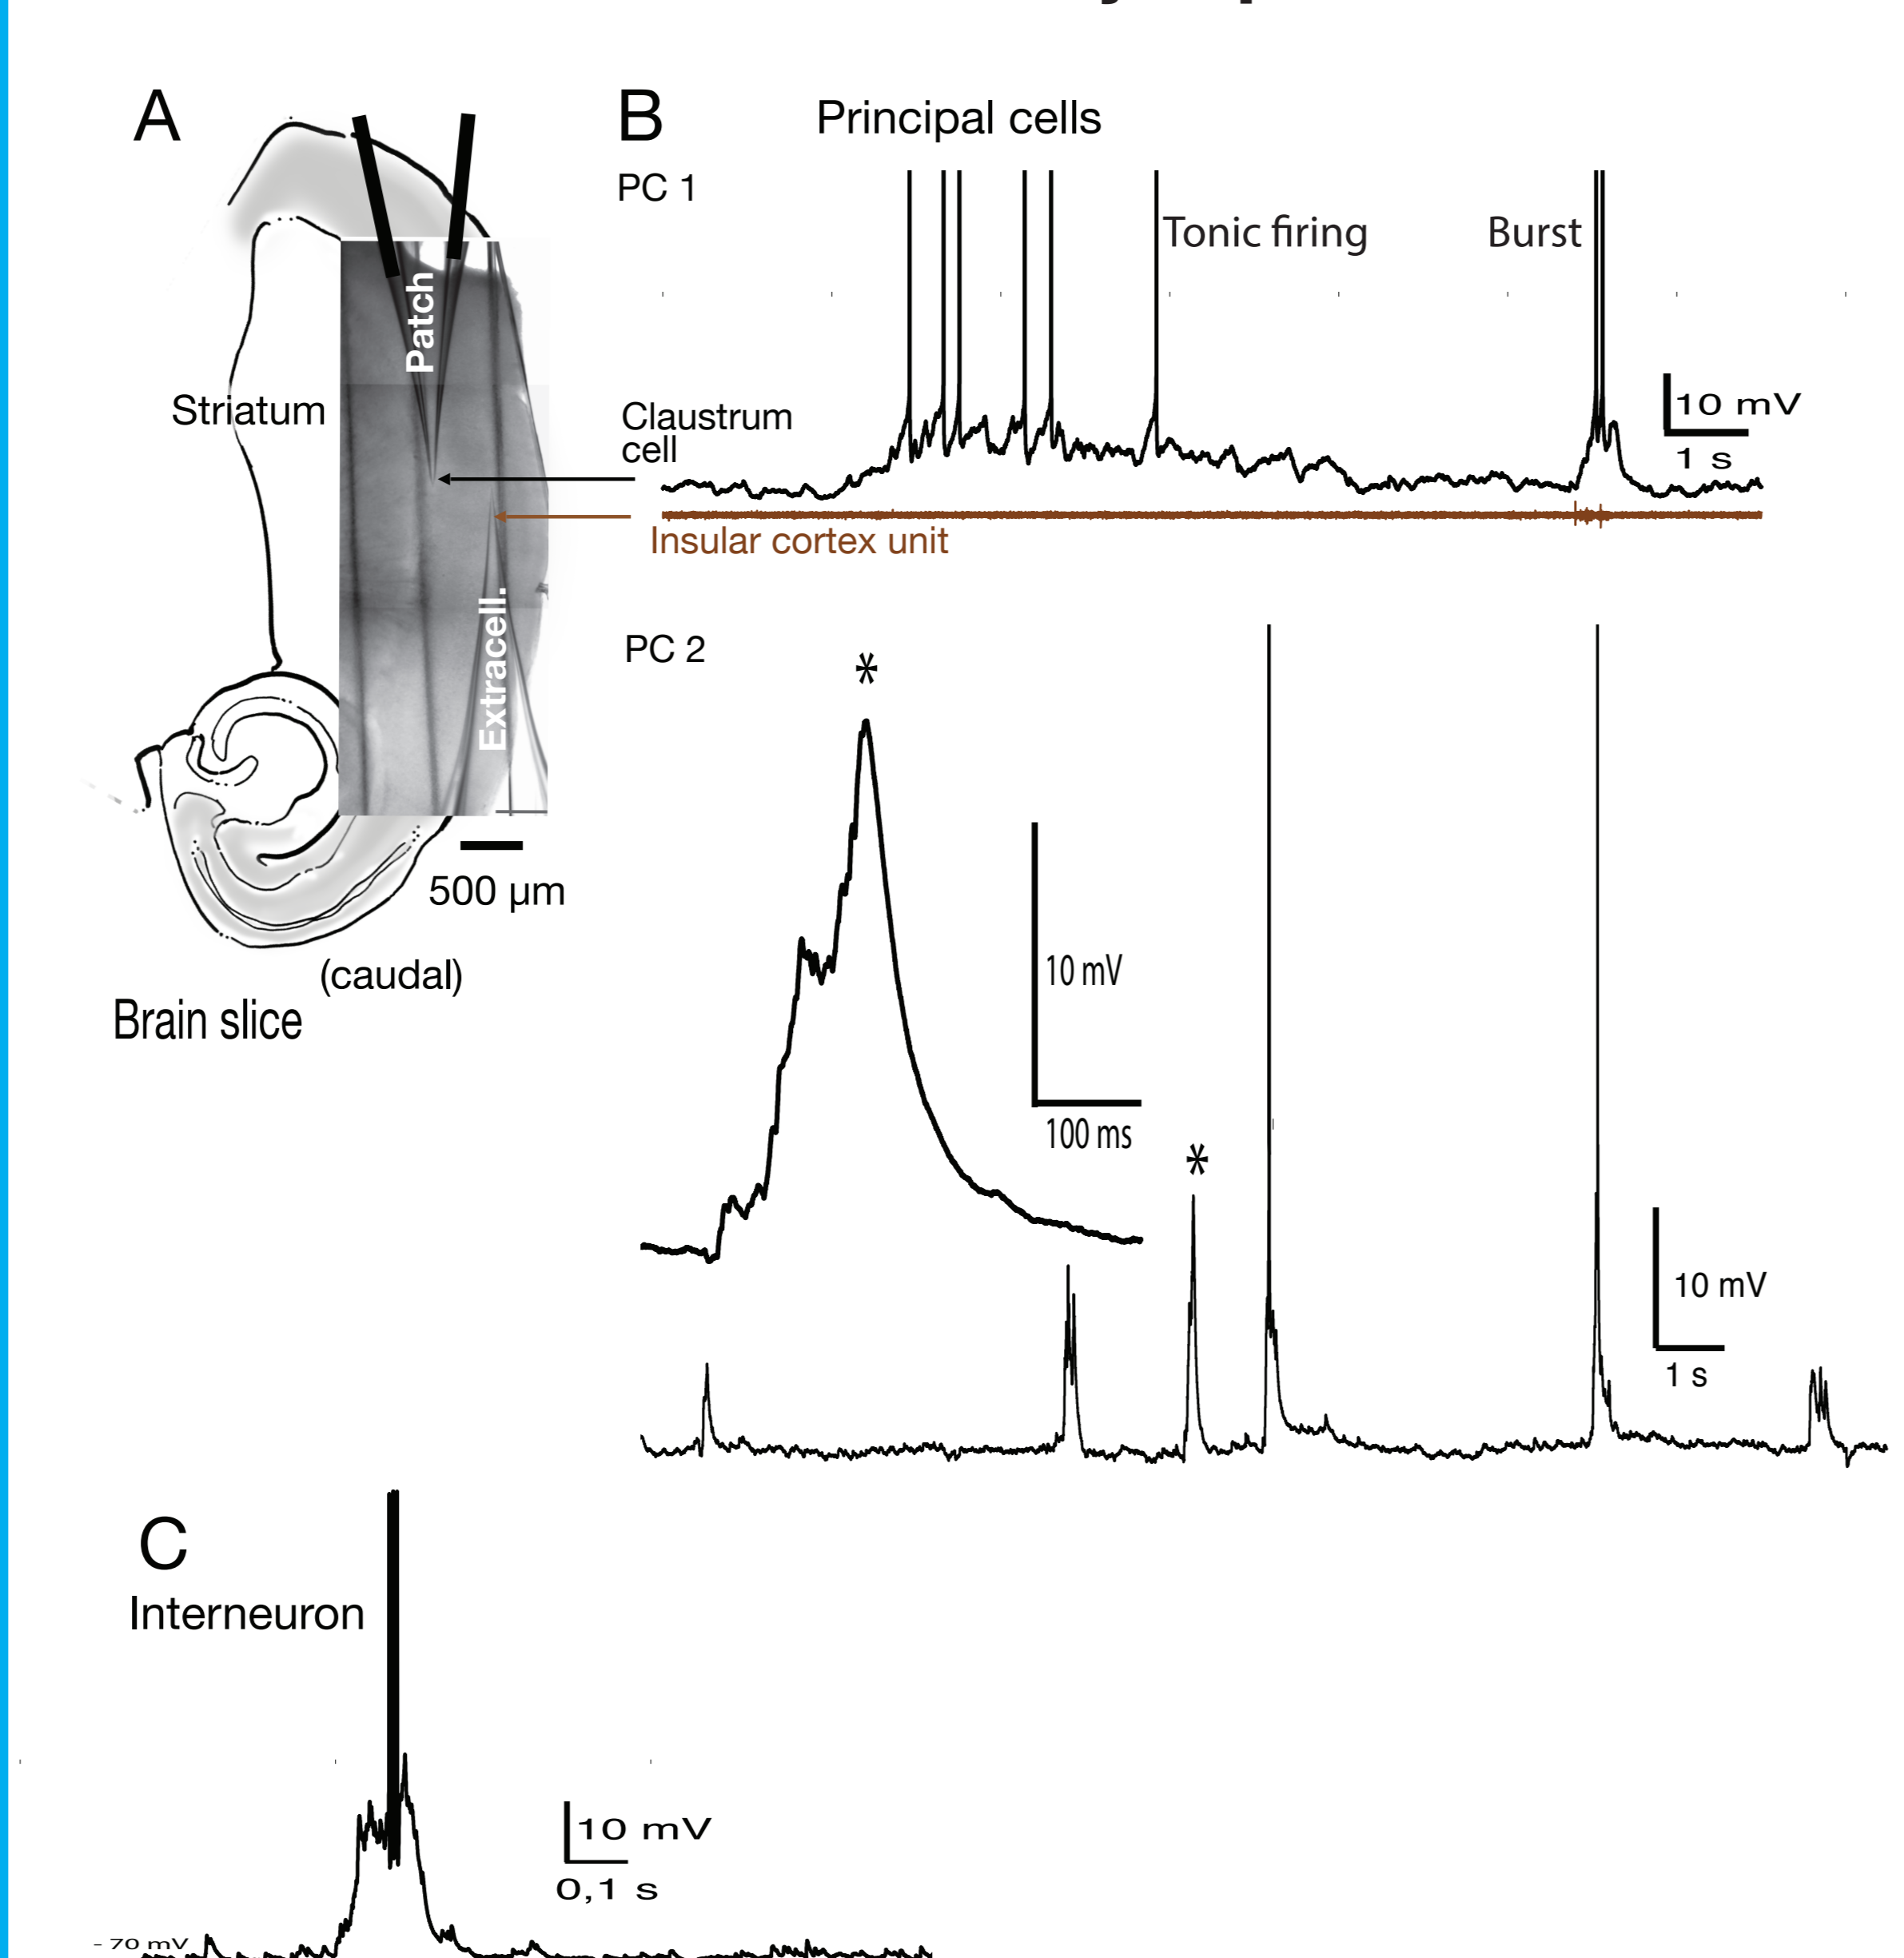 A
B
Principal cells
PC 1
Tonic firing
Burst
Patch
Striatum
Claustrum
cell
10 mV
1 s
Insular cortex unit
Extracell.
PC 2
*
10 mV
100 ms
*
10 mV
1 s
500 µm
(caudal)
Brain slice
C
Interneuron
10 mV
0,1 s
- 70 mV